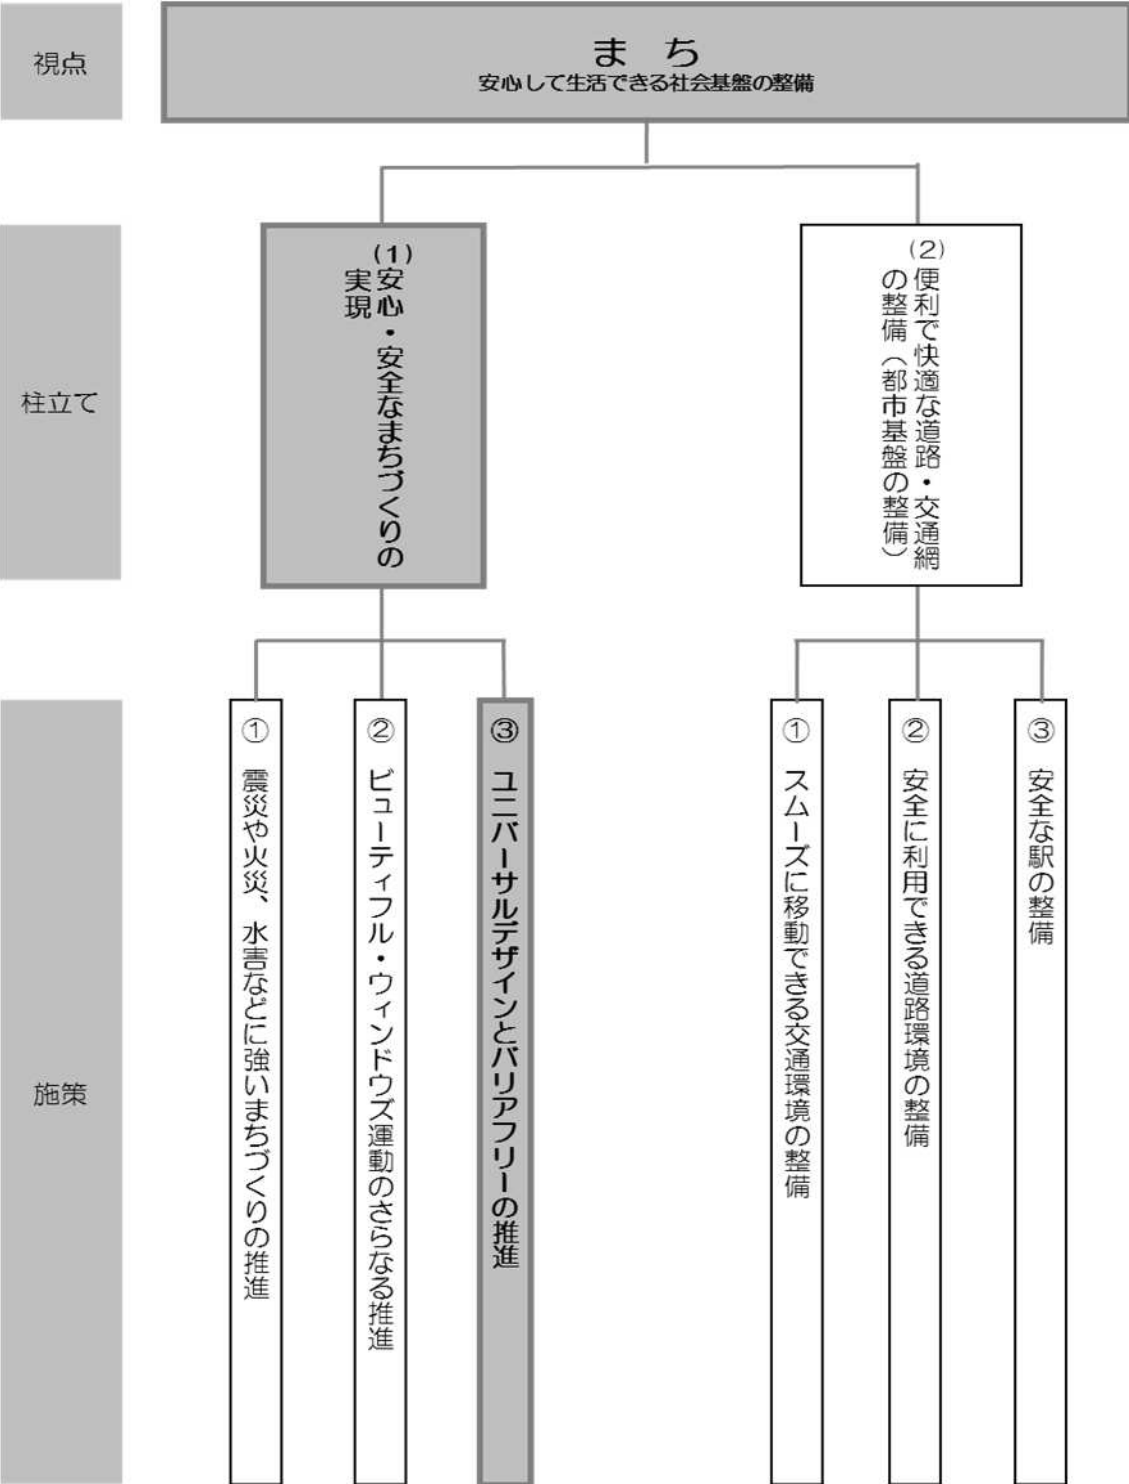 視点
まち
安心して生活できる社会基盤の整備
柱立て
(1)
安心・安全なまちづくりの
実現
(2)
便利で快適な道路・交通網
の整備（都市基盤の整備）
施策
① 震災や火災、水害などに強いまちづくりの推進
② ビューティフル・ウィンドウズ運動のさらなる推進
③ ユニバーサルデザインとバリアフリーの推進
① スムーズに移動できる交通環境の整備
② 安全に利用できる道路環境の整備
③ 安全な駅の整備